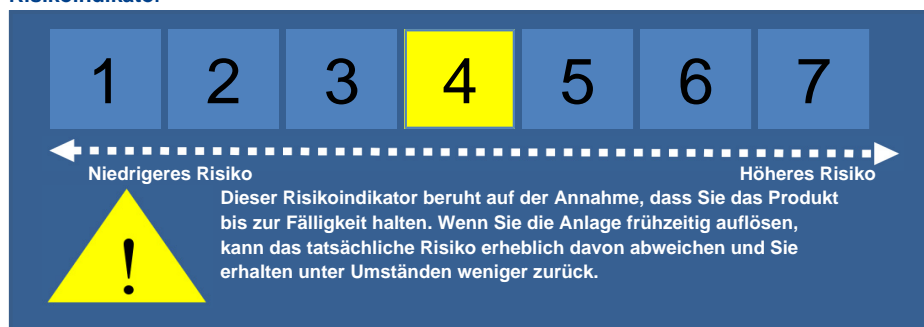 Risikoindikator
1 2 3 4 5 6 7
Niedrigeres Risiko Höheres Risiko
Dieser Risikoindikator beruht auf der Annahme, dass Sie das Produkt
bis zur Fälligkeit halten. Wenn Sie die Anlage frühzeitig auflösen,
kann das tatsächliche Risiko erheblich davon abweichen und Sie
erhalten unter Umständen weniger zurück.
!